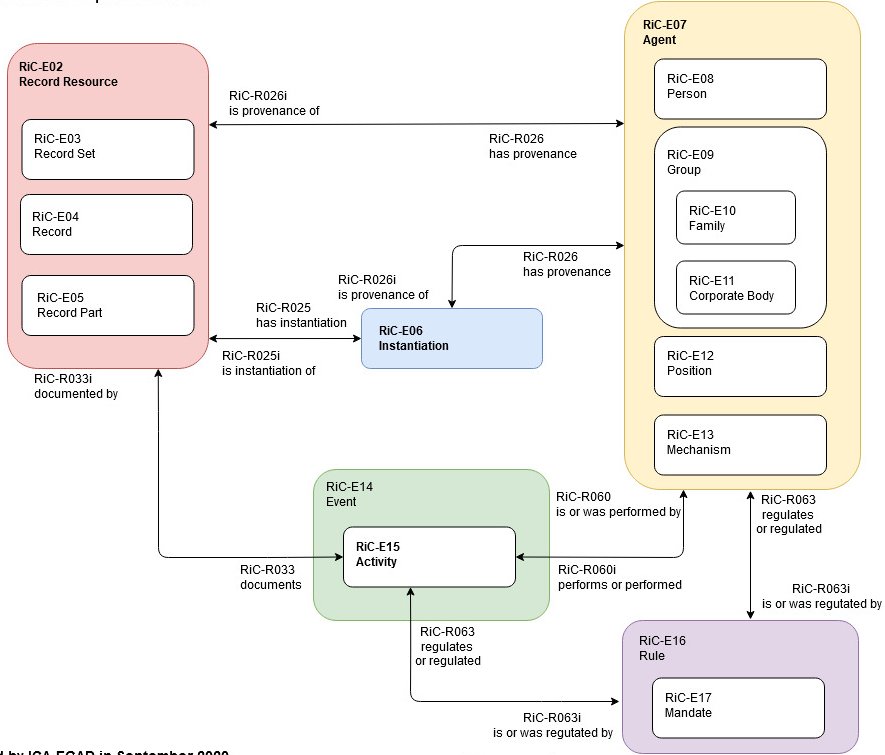 RiC-E07
Agent
RiC-E02
Record Resource
RiC-E08
Person
RiC-R026i
is provenance of
RiC-E03
Record Set
RiC-R026
has provenance
RiC-E09
Group
RiC-E04
Record
RiC-E10
Family
RiC-R026
has provenance
RiC-R026i
is provenance of
RiC-E11
Corporate Body
RiC-E05
Record Part
RiC-R025
has instantiation
RiC-E06
Instantiation
RiC-R025i
is instantiation of
RiC-E12
Position
RiC-R033i
documented by
RiC-E13
Mechanism
RiC-E14
Event
RiC-R060
is or was performed by
RiC-R063
regulates
or regulated
RiC-E15
Activity
RiC-R033
documents
RiC-R060i
performs or performed
RiC-R063i
is or was regutated by
RiC-R063
regulates
or regulated
RiC-E16
Rule
RiC-E17
Mandate
RiC-R063i
is or was regutated by
by ICA EGAD in September 2020